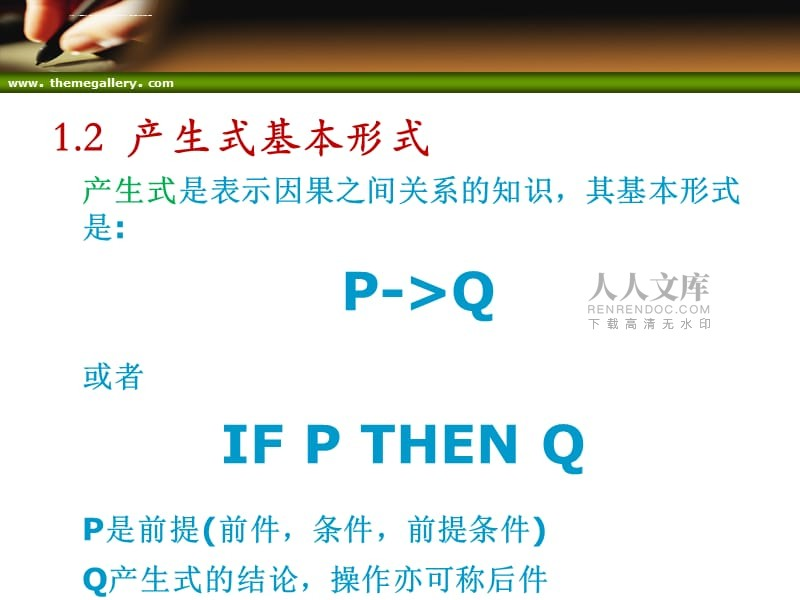 www.themegallery.com
1.2 产生式基本形式
产生式是表示因果之间关系的知识，其基本形式
是:
P->Q
人人文库
RENRENDOC.COM
下载高清无水印
或者
IF P THEN Q
P是前提(前件，条件，前提条件)
Q产生式的结论，操作亦可称后件